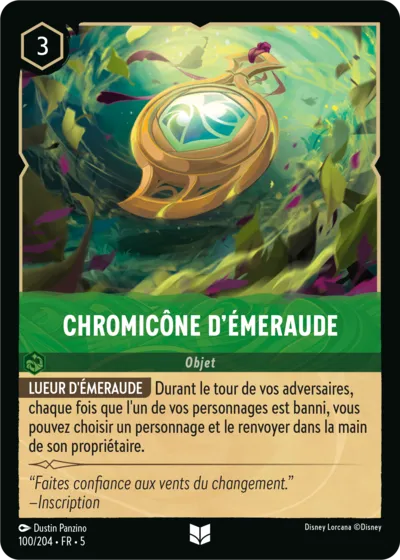 3
CHROMICÔNE D'ÉMERAUDE
Objet
LUEUR D'ÉMERAUDE Durant le tour de vos adversaires,
chaque fois que l'un de vos personnages est banni, vous
pouvez choisir un personnage et le renvoyer dans la main
de son propriétaire.
“Faites confiance aux vents du changement.”
–Inscription
Dustin Panzino
100/204 • FR • 5
Disney Lorcana ©Disney